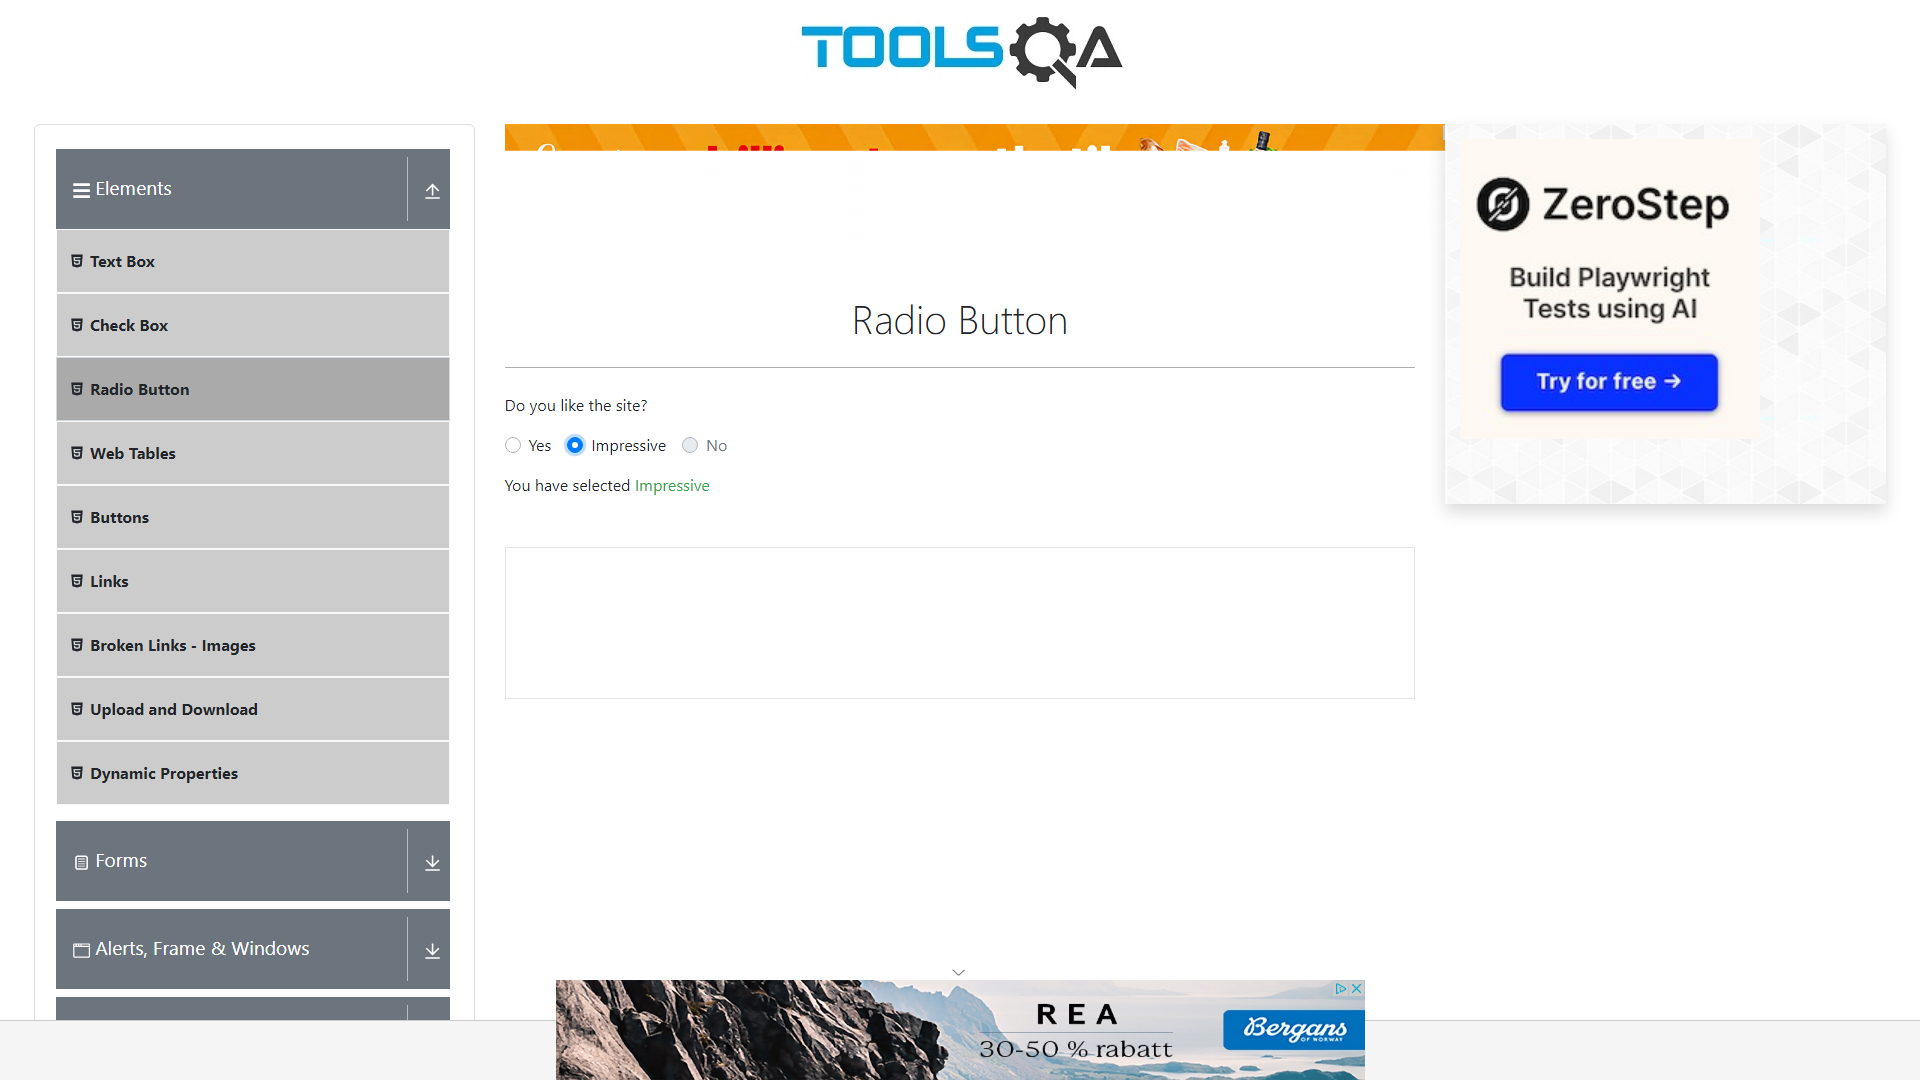 TOOLSQA
Elements
Text Box
Check Box
Radio Button
Web Tables
Buttons
Links
Broken Links - Images
Upload and Download
Dynamic Properties
Forms
Alerts, Frame & Windows
Radio Button
Do you like the site?
Yes
Impressive
No
You have selected Impressive
ZeroStep
Build Playwright
Tests using AI
Try for free →
REA
30-50 % rabatt
Bergans
OF NORWAY